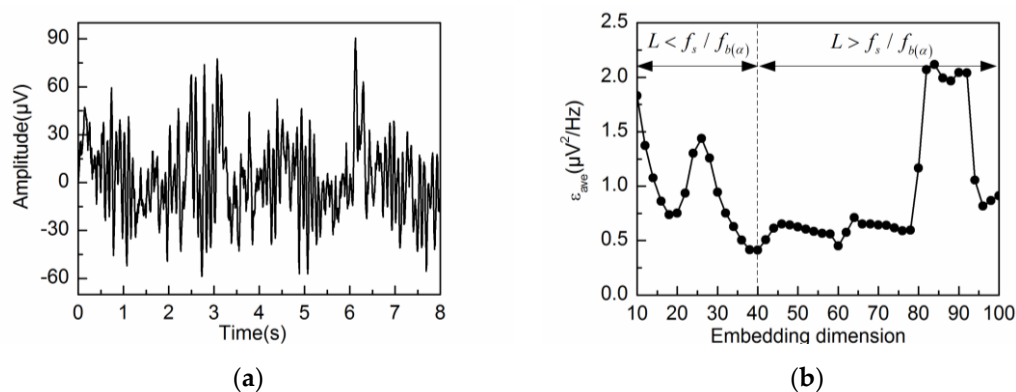 90
60
30
0
-30
-60
Amplitude(μV)
0 1 2 3 4 5 6 7 8
Time(s)
(a)
2.5
2.0
1.5
1.0
0.5
0.0
ε_ave(μV²/Hz)
L < f_s / f_b(α)
L > f_s / f_b(α)
10 20 30 40 50 60 70 80 90 100
Embedding dimension
(b)